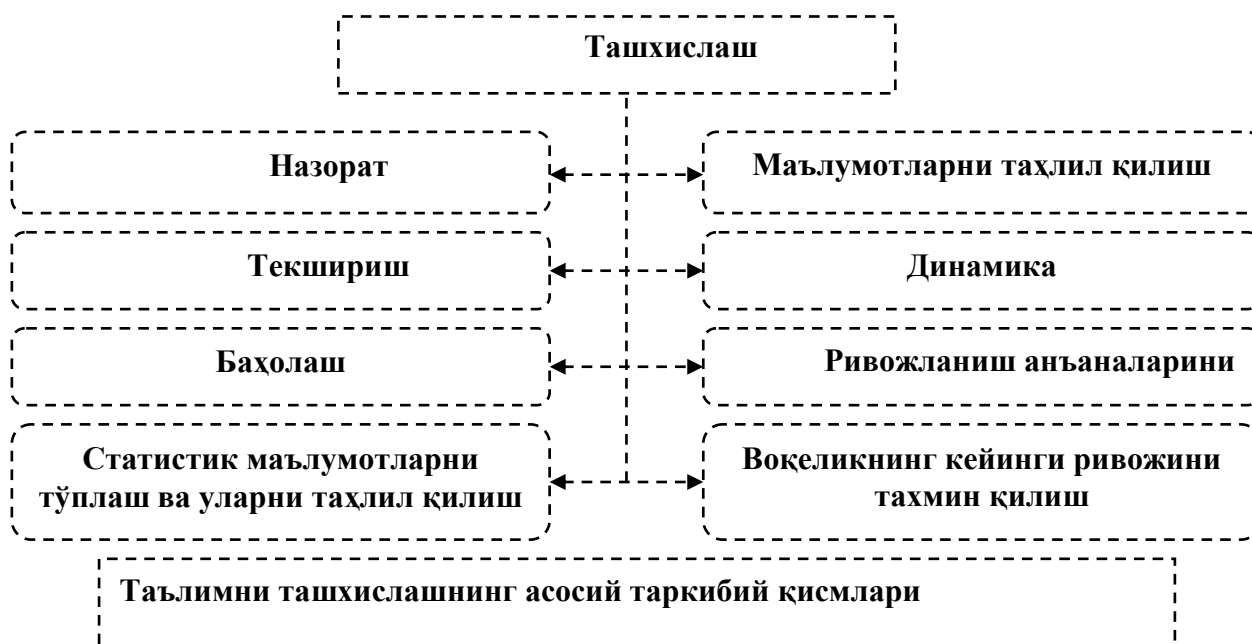 Ташхислаш
Назорат
Маълумотларни таҳлил қилиш
Текшириш
Динамика
Баҳолаш
Ривожланиш анъаналарини
Статистик маълумотларни
тўплаш ва уларни таҳлил қилиш
Воқеликнинг кейинги ривожини
тахмин қилиш
Таълимни ташхислашнинг асосий таркибий қисмлари